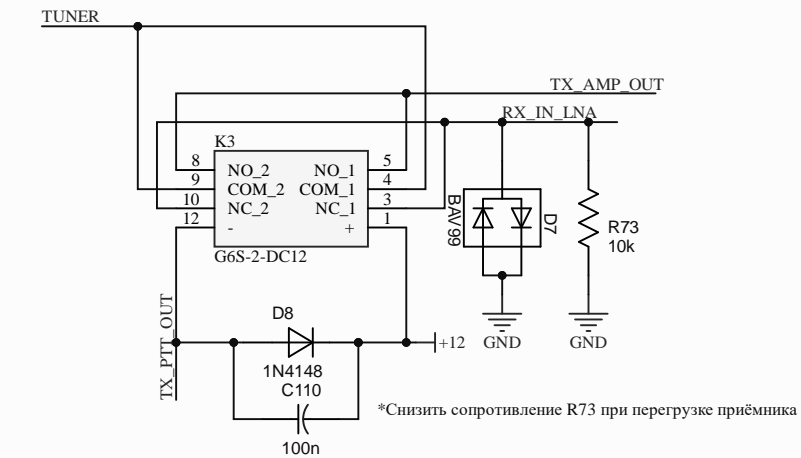 TUNER
TX_AMP_OUT
RX_IN_LNA
K3
8 NO_2 NO_1 5
9 COM_2 COM_1 4
10 NC_2 NC_1 3
12 - + 1
G6S-2-DC12
BAV99
D7
R73
10k
TX_PTT_OUT
D8
+12
GND
GND
1N4148
C110
100n
*Снизить сопротивление R73 при перегрузке приёмника